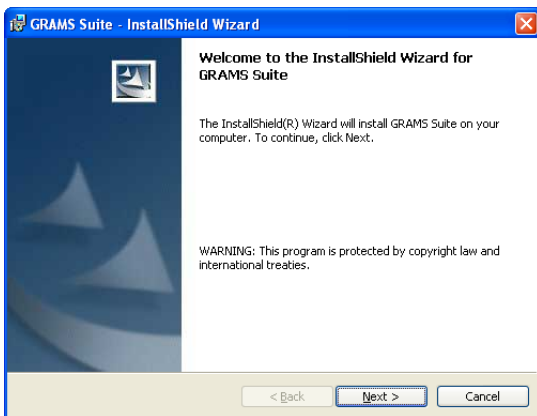 GRAMS Suite - InstallShield Wizard
Welcome to the InstallShield Wizard for
GRAMS Suite
The InstallShield(R) Wizard will install GRAMS Suite on your
computer. To continue, click Next.
WARNING: This program is protected by copyright law and
international treaties.
< Back
Next >
Cancel